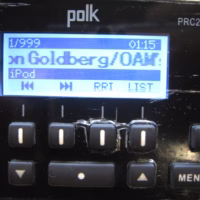 polk
PRC2
1/999 01:15
on Goldberg/OAM's
iPod
RPT LIST
MEN